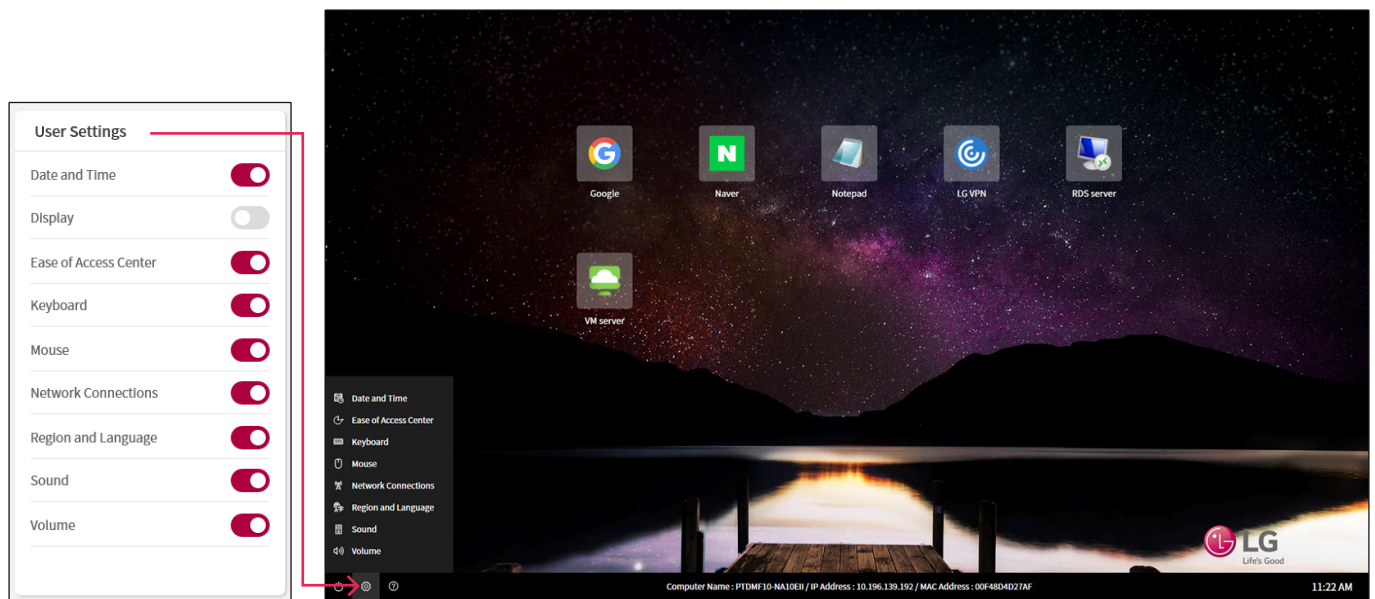 User Settings
Date and Time
Display
Ease of Access Center
Keyboard
Mouse
Network Connections
Region and Language
Sound
Volume
Google
Naver
Notepad
LG VPN
RDS server
VM server
Date and Time
Ease of Access Center
Keyboard
Mouse
Network Connections
Region and Language
Sound
Volume
LG
Life's Good
Computer Name : PTDMF10-NA10EII / IP Address : 10.196.139.192 / MAC Address : 00F48D4D27AF
11:22 AM